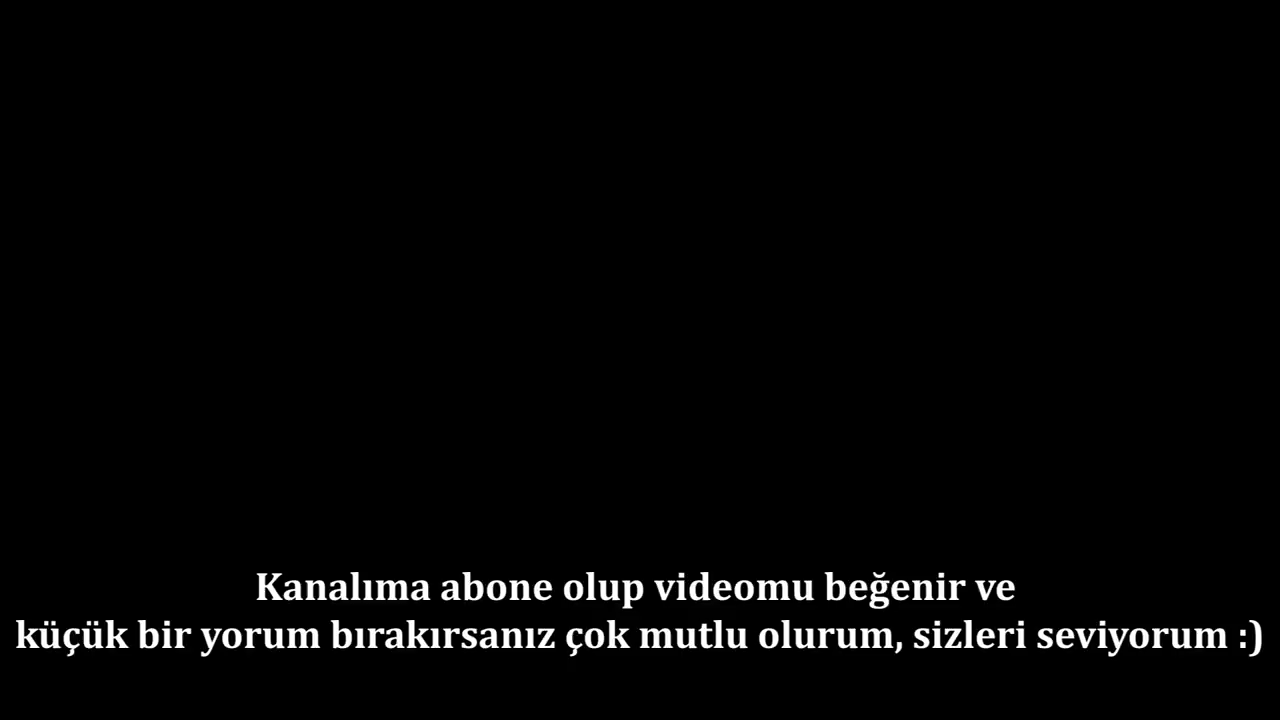 Kanalıma abone olup videomu beğenir ve
küçük bir yorum bırakırsanız çok mutlu olurum, sizleri seviyorum :)